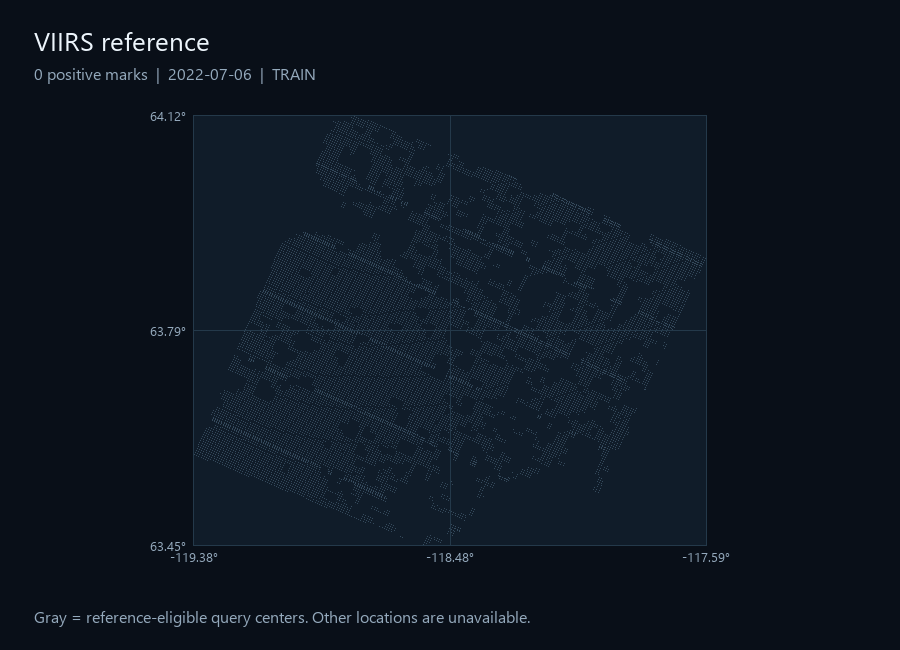 VIIRS reference
0 positive marks | 2022-07-06 | TRAIN
64.12°
63.79°
63.45°
-119.38°
-118.48°
-117.59°
Gray = reference-eligible query centers. Other locations are unavailable.